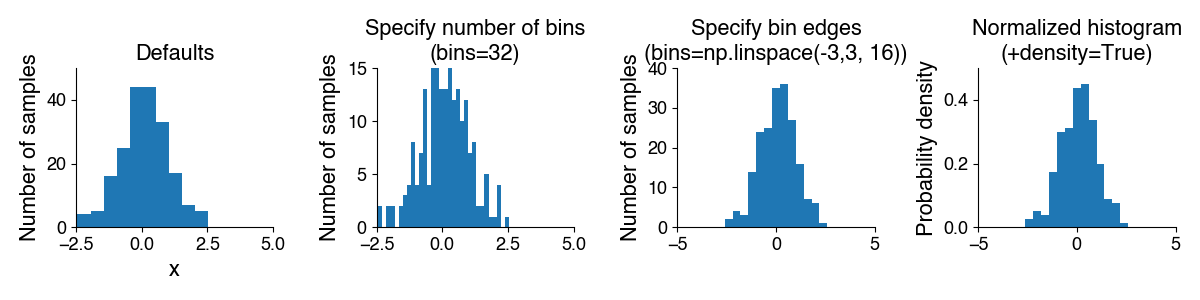 Defaults
Number of samples
40
20
0
−2.5 0.0 2.5 5.0
x
Specify number of bins
(bins=32)
Number of samples
15
10
5
0
−2.5 0.0 2.5 5.0
Specify bin edges
(bins=np.linspace(-3,3, 16))
Number of samples
40
30
20
10
0
−5 0 5
Normalized histogram
(+density=True)
Probability density
0.4
0.2
0.0
−5 0 5